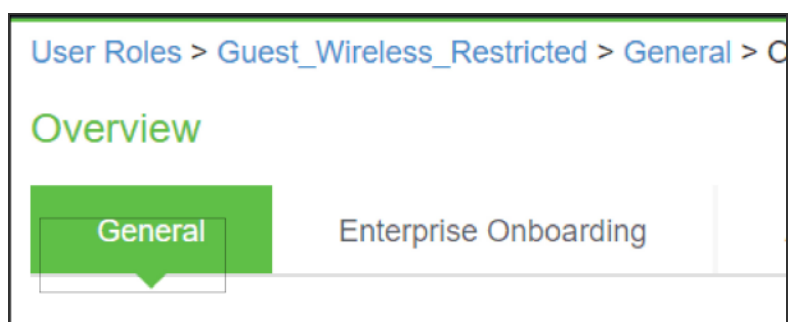 User Roles > Guest_Wireless_Restricted > General >
Overview
General Enterprise Onboarding